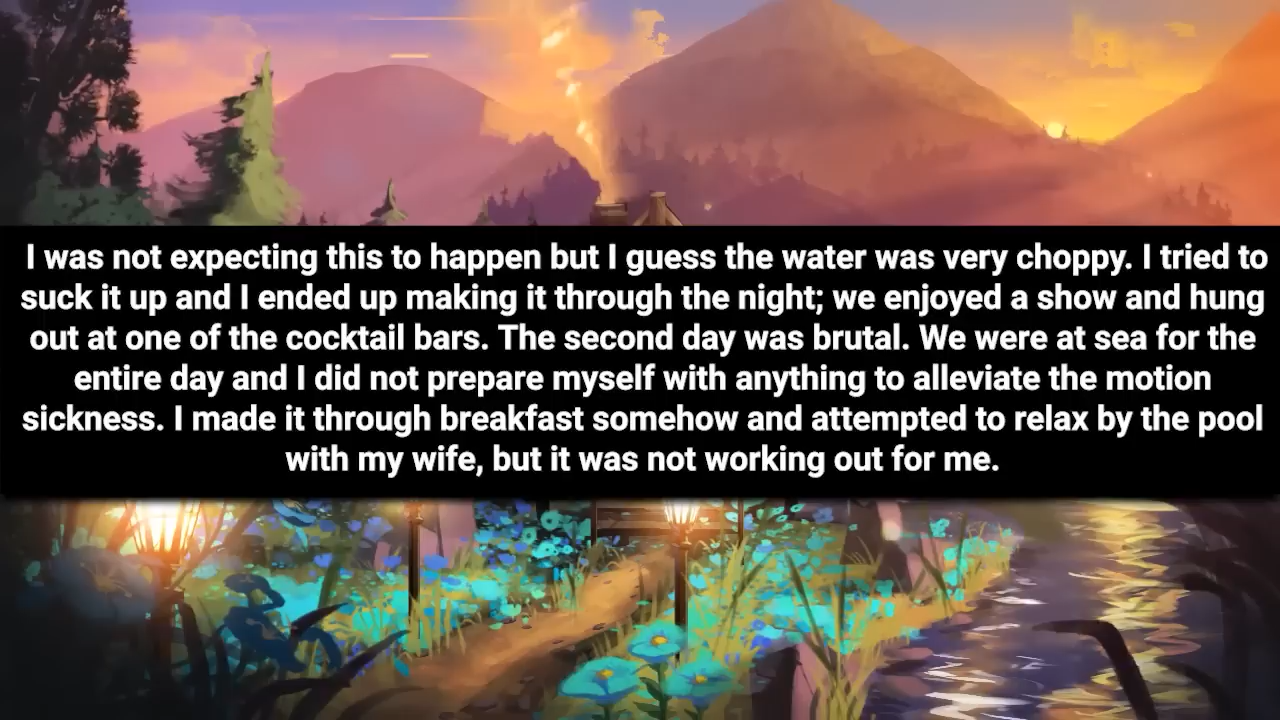 I was not expecting this to happen but I guess the water was very choppy. I tried to
suck it up and I ended up making it through the night; we enjoyed a show and hung
out at one of the cocktail bars. The second day was brutal. We were at sea for the
entire day and I did not prepare myself with anything to alleviate the motion
sickness. I made it through breakfast somehow and attempted to relax by the pool
with my wife, but it was not working out for me.